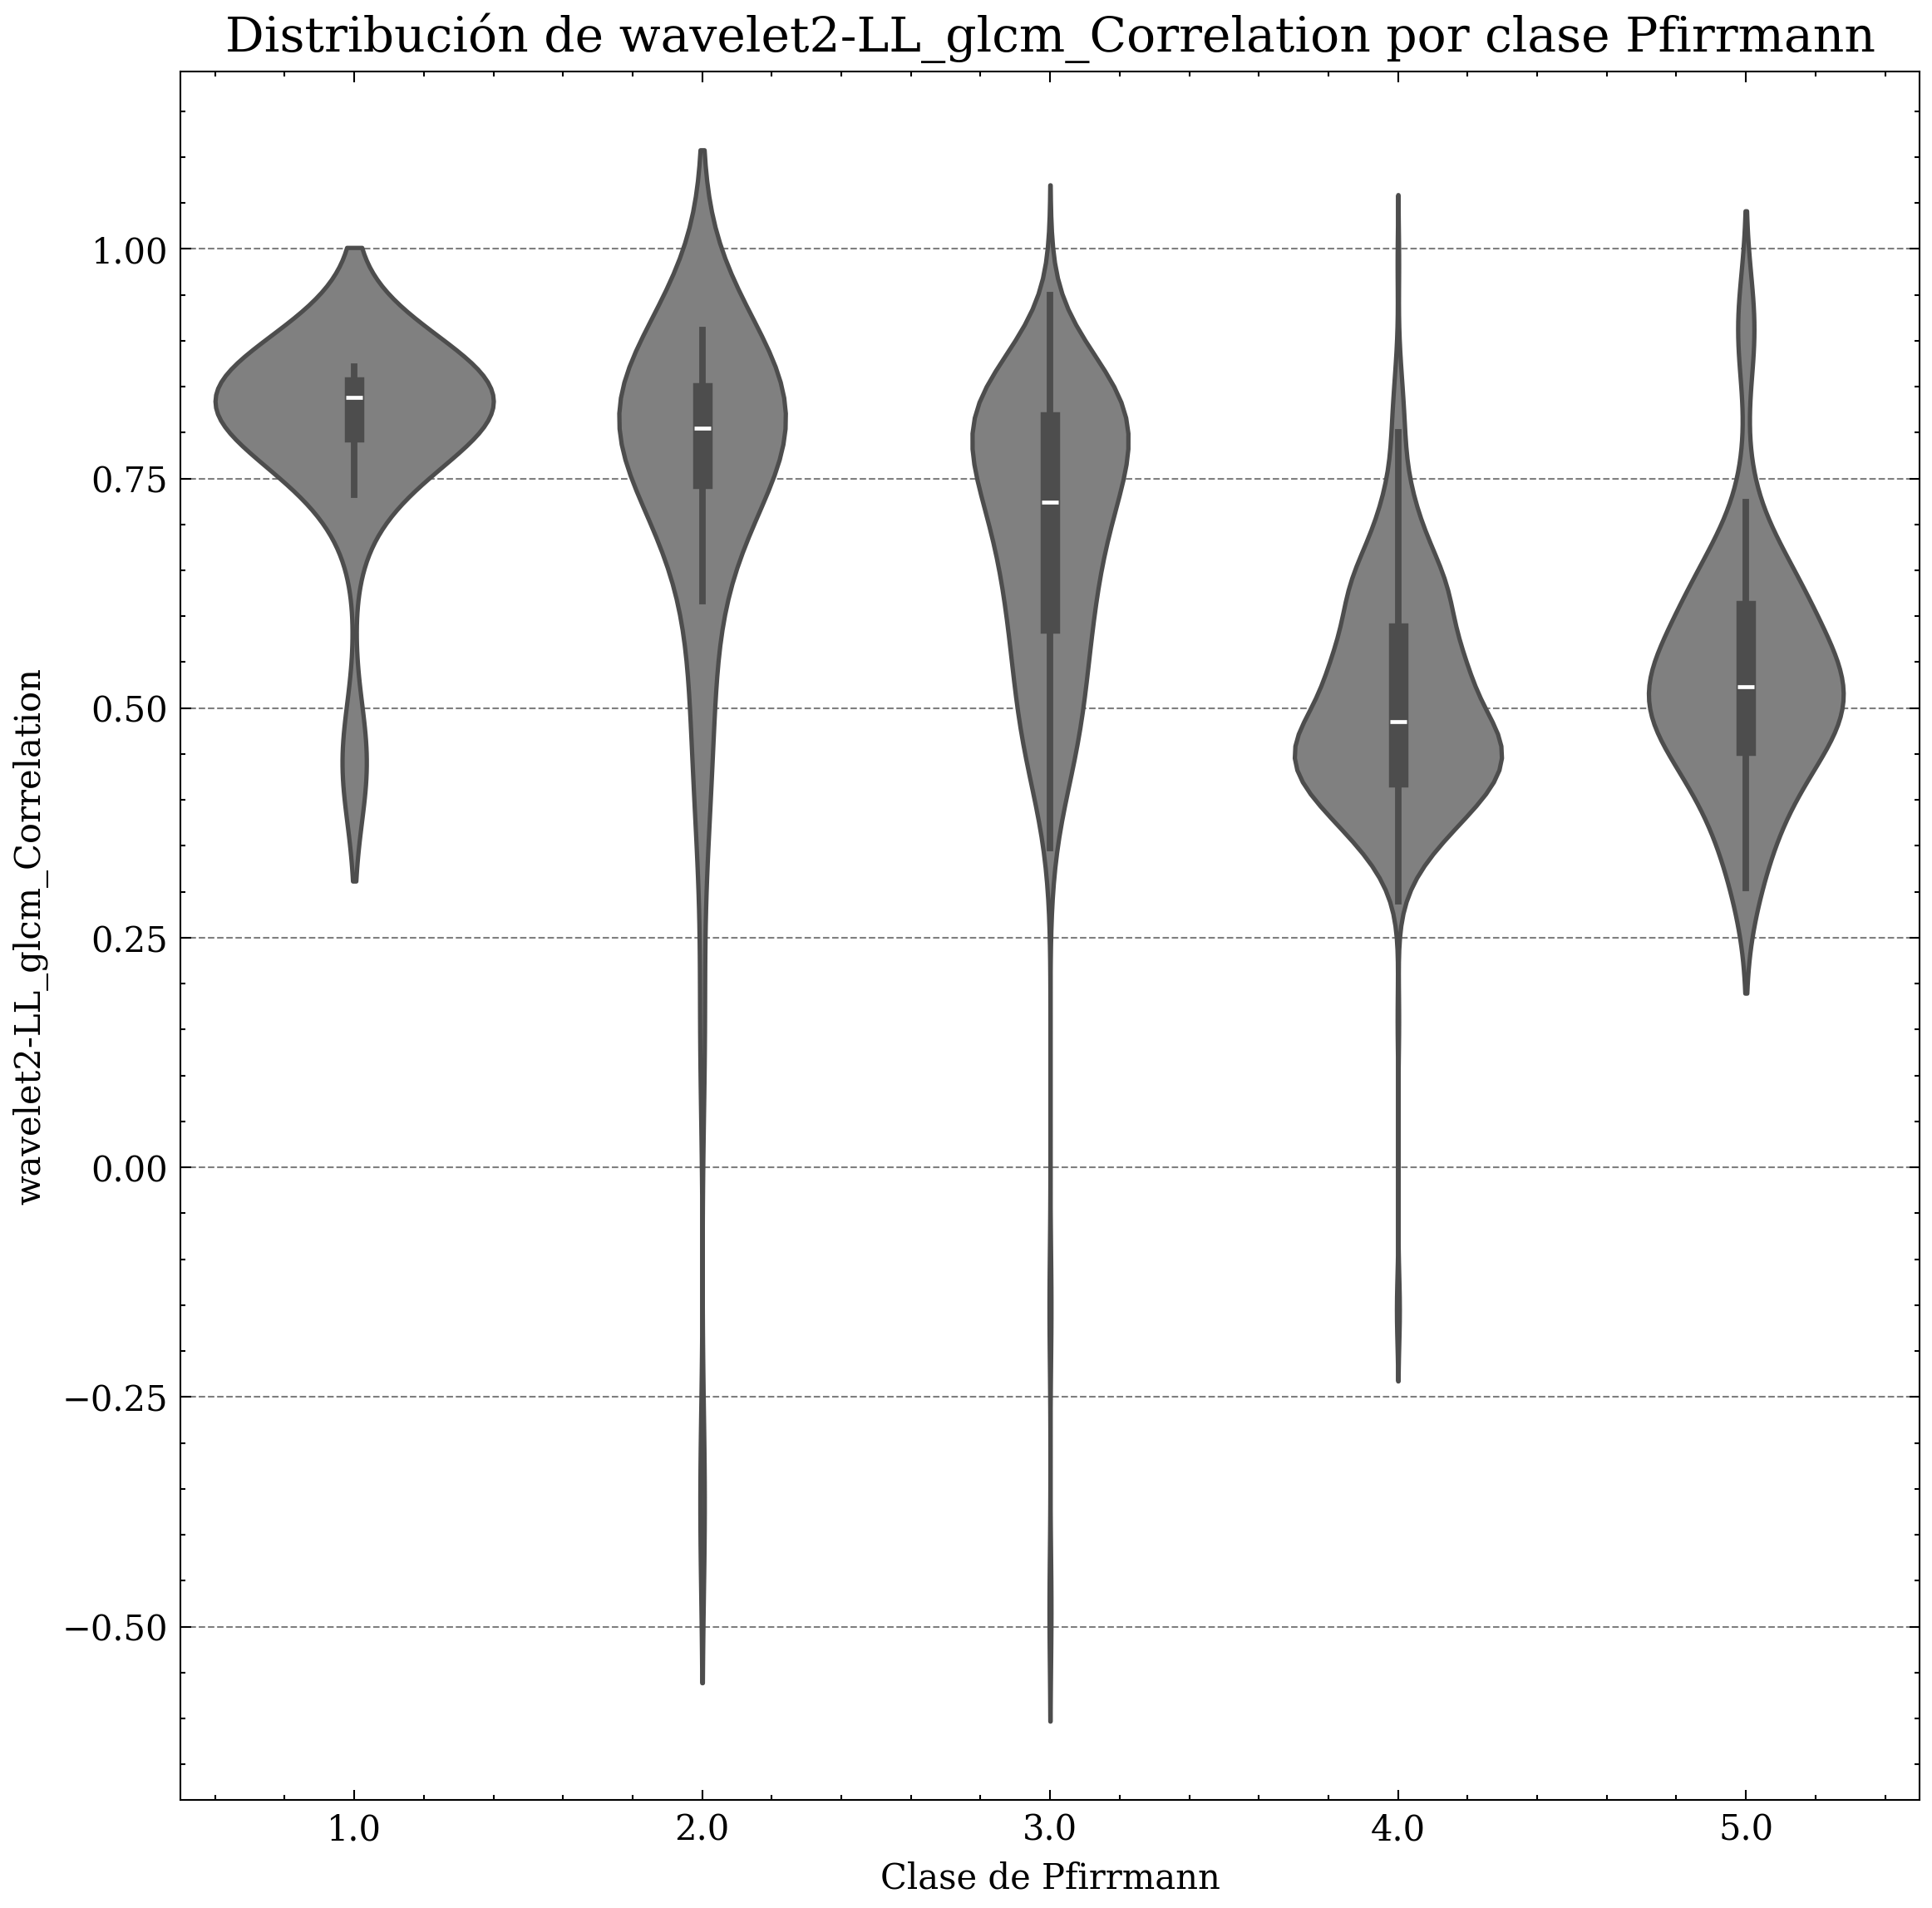 Distribución de wavelet2-LL_glcm_Correlation por clase Pfirrmann
wavelet2-LL_glcm_Correlation
1.00
0.75
0.50
0.25
0.00
−0.25
−0.50
1.0 2.0 3.0 4.0 5.0
Clase de Pfirrmann